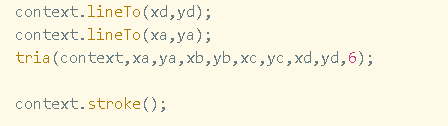 context.lineTo(xd,yd);
context.lineTo(xa,ya);
tria(context,xa,ya,xb,yb,xc,yc,xd,yd,6);
context.stroke();